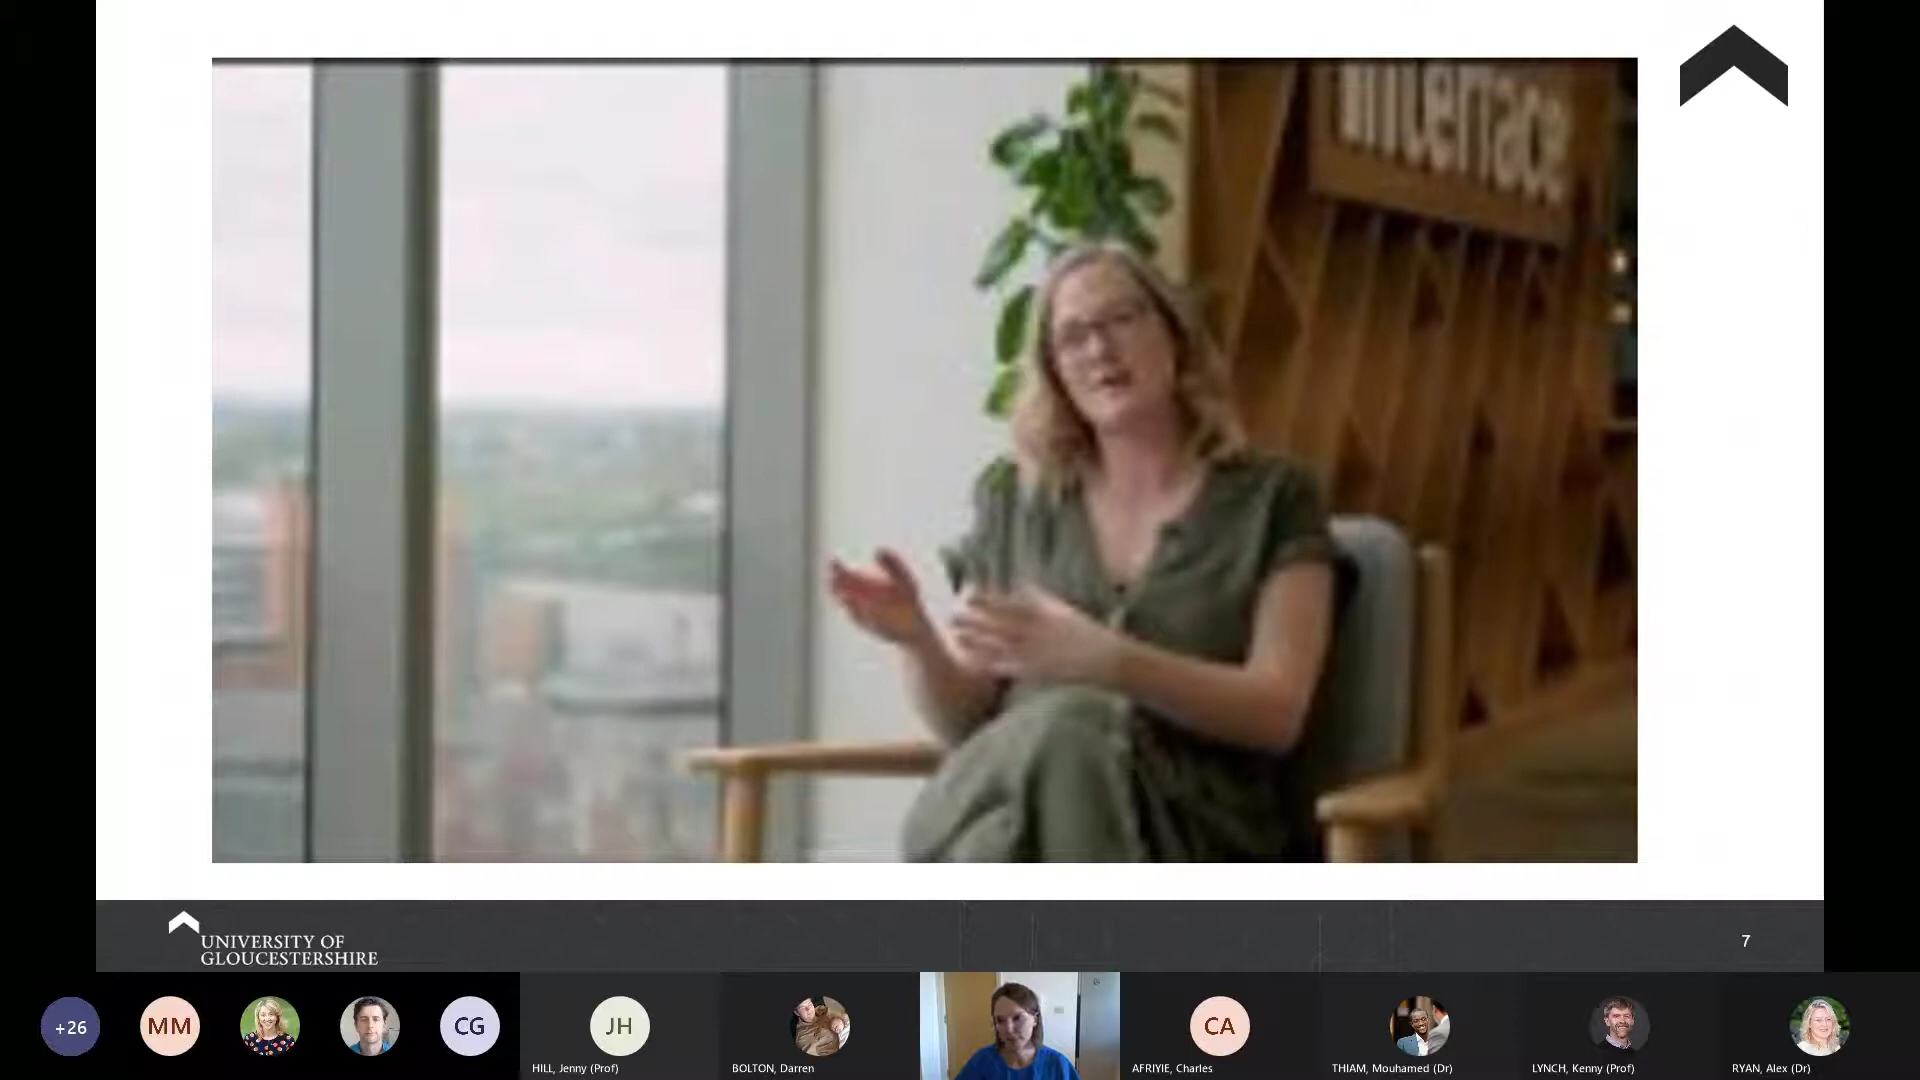 Interface
UNIVERSITY OF
GLOUCESTERSHIRE
7
+26
MM
CG
JH
HILL, Jenny (Prof)
BOLTON, Darren
CA
AFRIYIE, Charles
THIAM, Mouhamed (Dr)
LYNCH, Kenny (Prof)
RYAN, Alex (Dr)